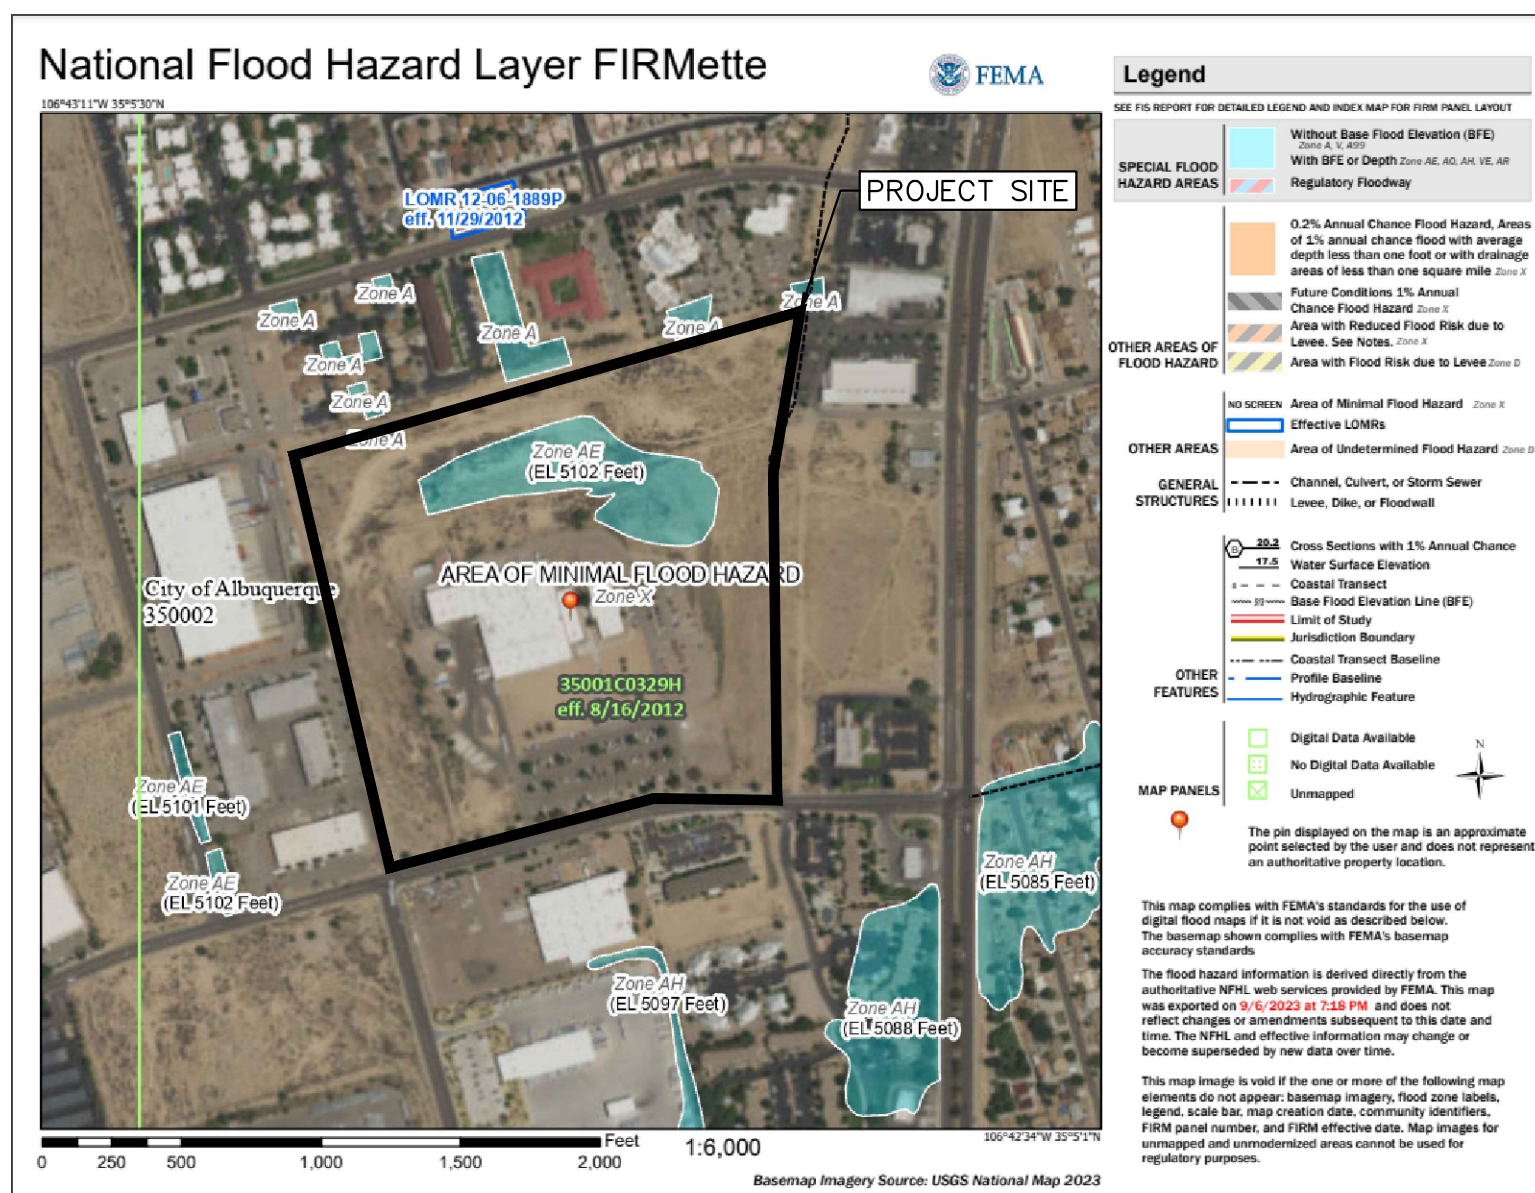 National Flood Hazard Layer FIRMette
FEMA
106°43'11"W 35°5'30"N
LOMR 12-06-1889P
eff. 11/29/2012
PROJECT SITE
Zone A
Zone A
Zone A
Zone A
Zone A
Zone A
Zone A
Zone A
Zone AE
(EL 5102 Feet)
AREA OF MINIMAL FLOOD HAZARD
Zone X
City of Albuquerque
350002
35001C0329H
eff. 8/16/2012
Zone AE
(EL 5101 Feet)
Zone AE
(EL 5102 Feet)
Zone AH
(EL 5085 Feet)
Zone AH
(EL 5097 Feet)
Zone AH
(EL 5088 Feet)
106°42'34"W 35°5'1"N
Feet
1:6,000
0 250 500 1,000 1,500 2,000
Basemap Imagery Source: USGS National Map 2023
Legend
SEE FIS REPORT FOR DETAILED LEGEND AND INDEX MAP FOR FIRM PANEL LAYOUT
SPECIAL FLOOD
HAZARD AREAS
Without Base Flood Elevation (BFE)
Zone A, V, A99
With BFE or Depth Zone AE, AO, AH, VE, AR
Regulatory Floodway
0.2% Annual Chance Flood Hazard, Areas
of 1% annual chance flood with average
depth less than one foot or with drainage
areas of less than one square mile Zone X
Future Conditions 1% Annual
Chance Flood Hazard Zone X
Area with Reduced Flood Risk due to
Levee. See Notes. Zone X
Area with Flood Risk due to Levee Zone D
OTHER AREAS OF
FLOOD HAZARD
NO SCREEN Area of Minimal Flood Hazard Zone X
Effective LOMRs
OTHER AREAS
Area of Undetermined Flood Hazard Zone D
GENERAL
STRUCTURES
Channel, Culvert, or Storm Sewer
Levee, Dike, or Floodwall
B 20.2 Cross Sections with 1% Annual Chance
17.5 Water Surface Elevation
8 Coastal Transect
513 Base Flood Elevation Line (BFE)
Limit of Study
Jurisdiction Boundary
Coastal Transect Baseline
OTHER
FEATURES
Profile Baseline
Hydrographic Feature
Digital Data Available
No Digital Data Available
Unmapped
MAP PANELS
N
The pin displayed on the map is an approximate
point selected by the user and does not represent
an authoritative property location.
This map complies with FEMA's standards for the use of
digital flood maps if it is not void as described below.
The basemap shown complies with FEMA's basemap
accuracy standards
The flood hazard information is derived directly from the
authoritative NFHL web services provided by FEMA. This map
was exported on 9/6/2023 at 7:18 PM and does not
reflect changes or amendments subsequent to this date and
time. The NFHL and effective information may change or
become superseded by new data over time.
This map image is void if the one or more of the following map
elements do not appear: basemap imagery, flood zone labels,
legend, scale bar, map creation date, community identifiers,
FIRM panel number, and FIRM effective date. Map images for
unmapped and unmodernized areas cannot be used for
regulatory purposes.